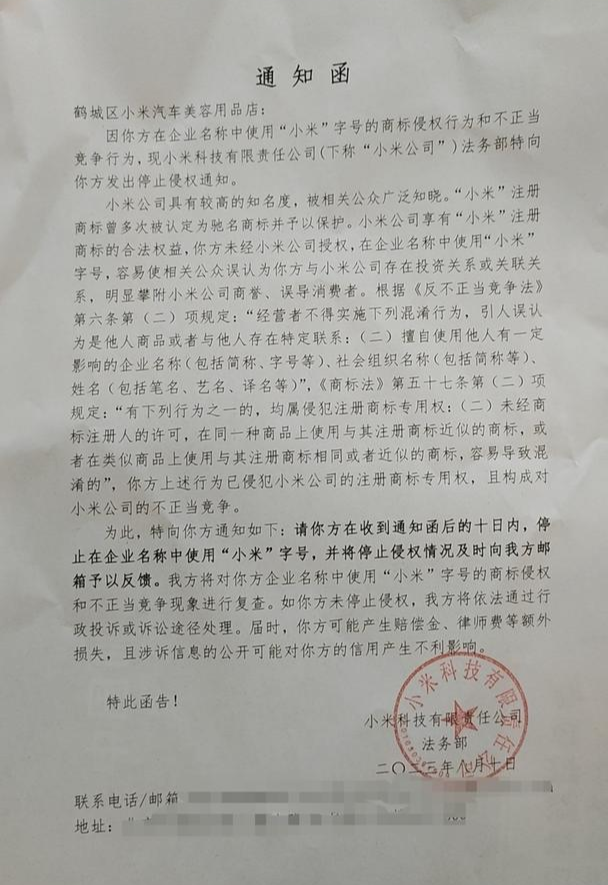 通知函
鹤城区小米汽车美容用品店：
因你方在企业名称中使用“小米”字号的商标侵权行为和不正当
竞争行为,现小米科技有限责任公司(下称“小米公司”)法务部特向
你方发出停止侵权通知。
小米公司具有较高的知名度，被相关公众广泛知晓。“小米”注册
商标曾多次被认定为驰名商标并予以保护。小米公司享有“小米”注册
商标的合法权益,你方未经小米公司授权,在企业名称中使用“小米”
字号,容易使相关公众误认为你方与小米公司存在投资关系或关联关
系，明显攀附小米公司商誉、误导消费者。根据《反不正当竞争法》
第六条第（二）项规定：“经营者不得实施下列混淆行为，引人误认
为是他人商品或者与他人存在特定联系：（二）擅自使用他人有一定
影响的企业名称（包括简称、字号等）、社会组织名称（包括简称等）、
姓名（包括笔名、艺名、译名等）”,《商标法》第五十七条第（二）项
规定：“有下列行为之一的，均属侵犯注册商标专用权：（二）未经商
标注册人的许可，在同一种商品上使用与其注册商标近似的商标，或
者在类似商品上使用与其注册商标相同或者近似的商标，容易导致混
淆的”，你方上述行为已侵犯小米公司的注册商标专用权，且构成对
小米公司的不正当竞争。
为此，特向你方通知如下：请你方在收到通知函后的十日内，停
止在企业名称中使用“小米”字号，并将停止侵权情况及时向我方邮
箱予以反馈。我方将对你方企业名称中使用“小米”字号的商标侵权
和不正当竞争现象进行复查。如你方未停止侵权，我方将依法通过行
政投诉或诉讼途径处理。届时，你方可能产生赔偿金、律师费等额外
损失，且涉诉信息的公开可能对你方的信用产生不利影响。
特此函告！
小米科技有限责任公司
法务部
二〇二三年 月十日
小米科技有限责任公司
联系电话/邮箱
地址：